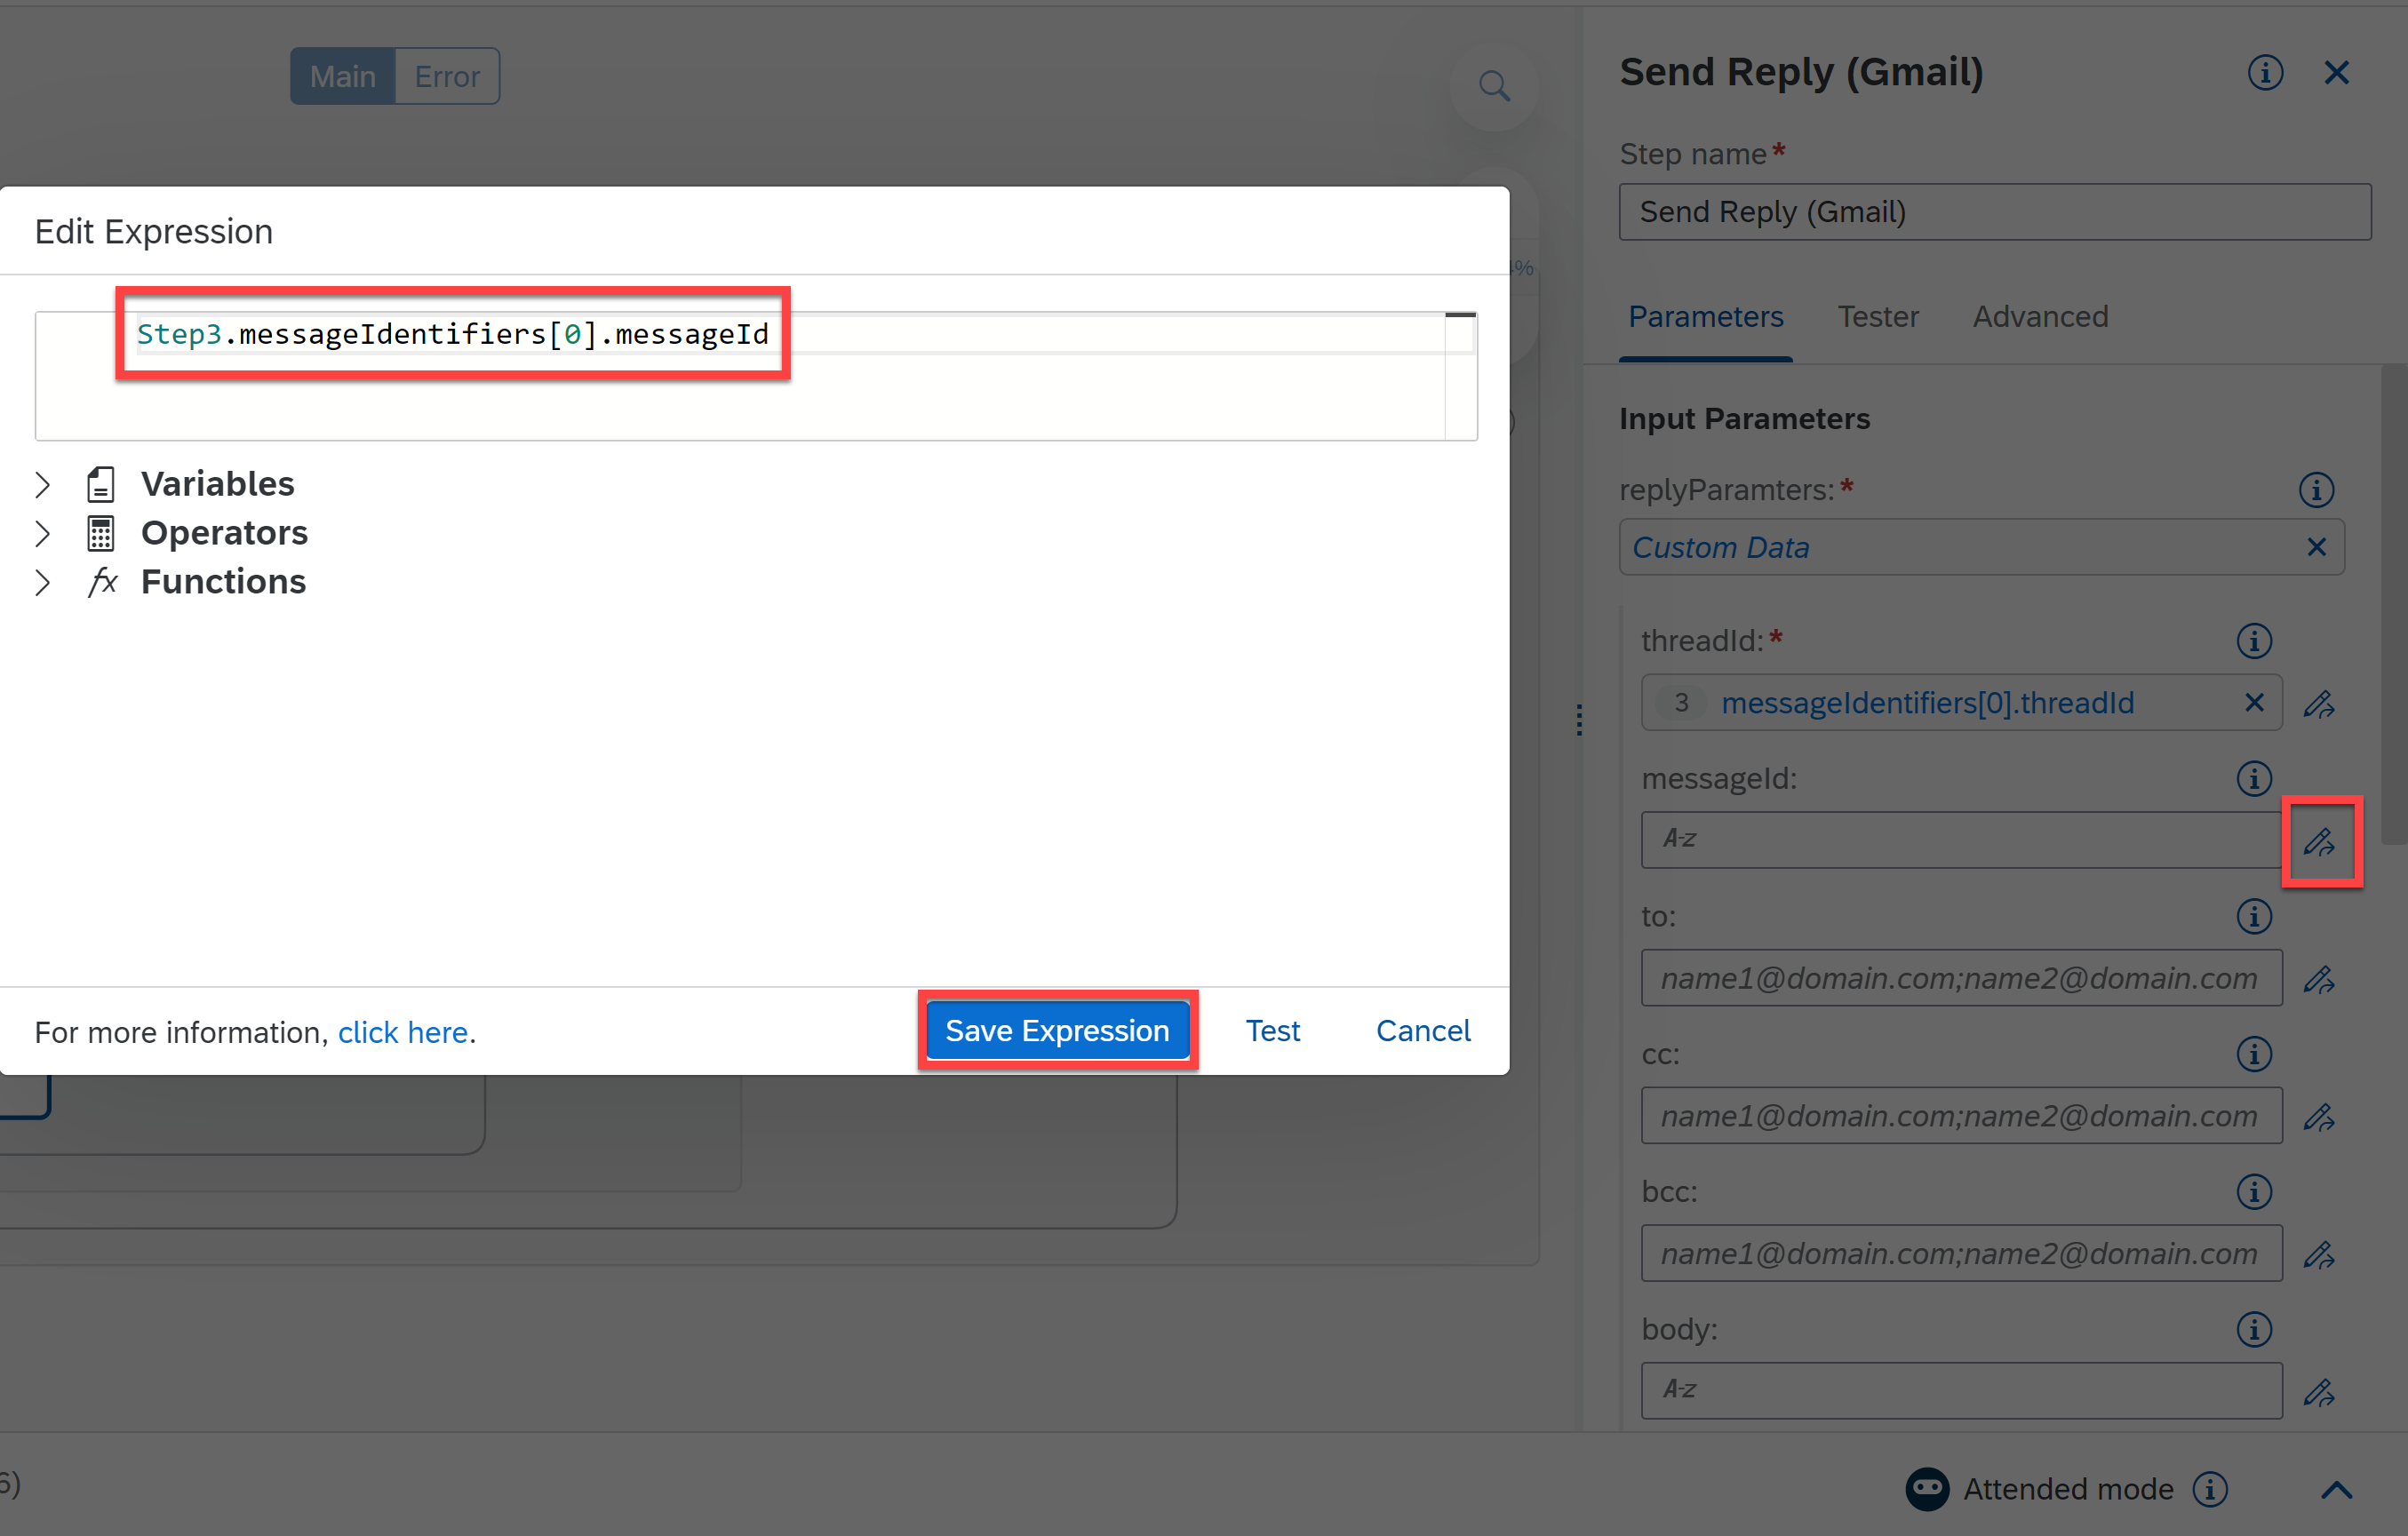 Main Error
Send Reply (Gmail)
Step name*
Send Reply (Gmail)
Edit Expression
Step3.messageIdentifiers[0].messageId
Variables
Operators
Functions
For more information, click here.
Save Expression Test Cancel
Parameters Tester Advanced
Input Parameters
replyParamters:*
Custom Data
threadId:*
3 messageIdentifiers[0].threadId
messageId:
A-z
to:
name1@domain.com;name2@domain.com
cc:
name1@domain.com;name2@domain.com
bcc:
name1@domain.com;name2@domain.com
body:
A-z
Attended mode